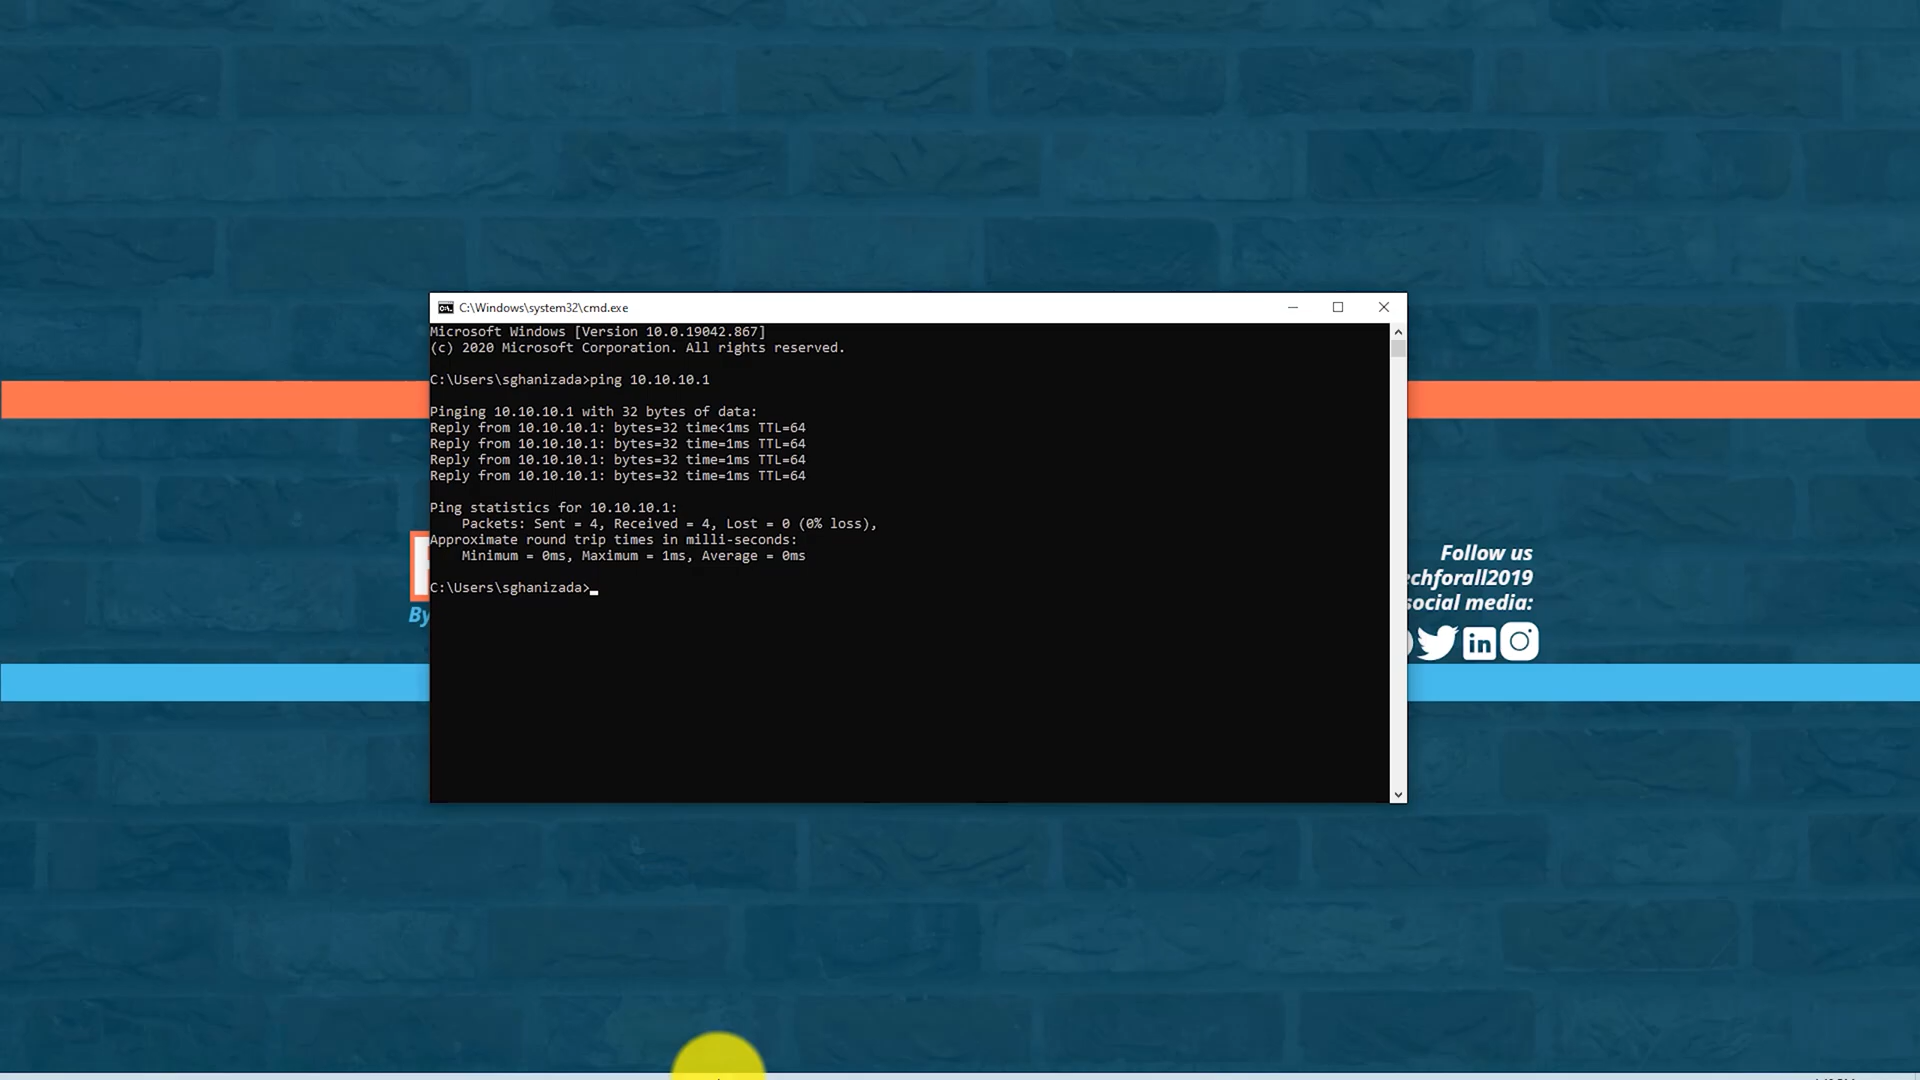 C:\Windows\system32\cmd.exe
Microsoft Windows [Version 10.0.19042.867]
(c) 2020 Microsoft Corporation. All rights reserved.
C:\Users\sghanizada>ping 10.10.10.1
Pinging 10.10.10.1 with 32 bytes of data:
Reply from 10.10.10.1: bytes=32 time<1ms TTL=64
Reply from 10.10.10.1: bytes=32 time=1ms TTL=64
Reply from 10.10.10.1: bytes=32 time=1ms TTL=64
Reply from 10.10.10.1: bytes=32 time=1ms TTL=64
Ping statistics for 10.10.10.1:
Packets: Sent = 4, Received = 4, Lost = 0 (0% loss),
Approximate round trip times in milli-seconds:
Minimum = 0ms, Maximum = 1ms, Average = 0ms
C:\Users\sghanizada>
By
Follow us
echforall2019
social media:
in